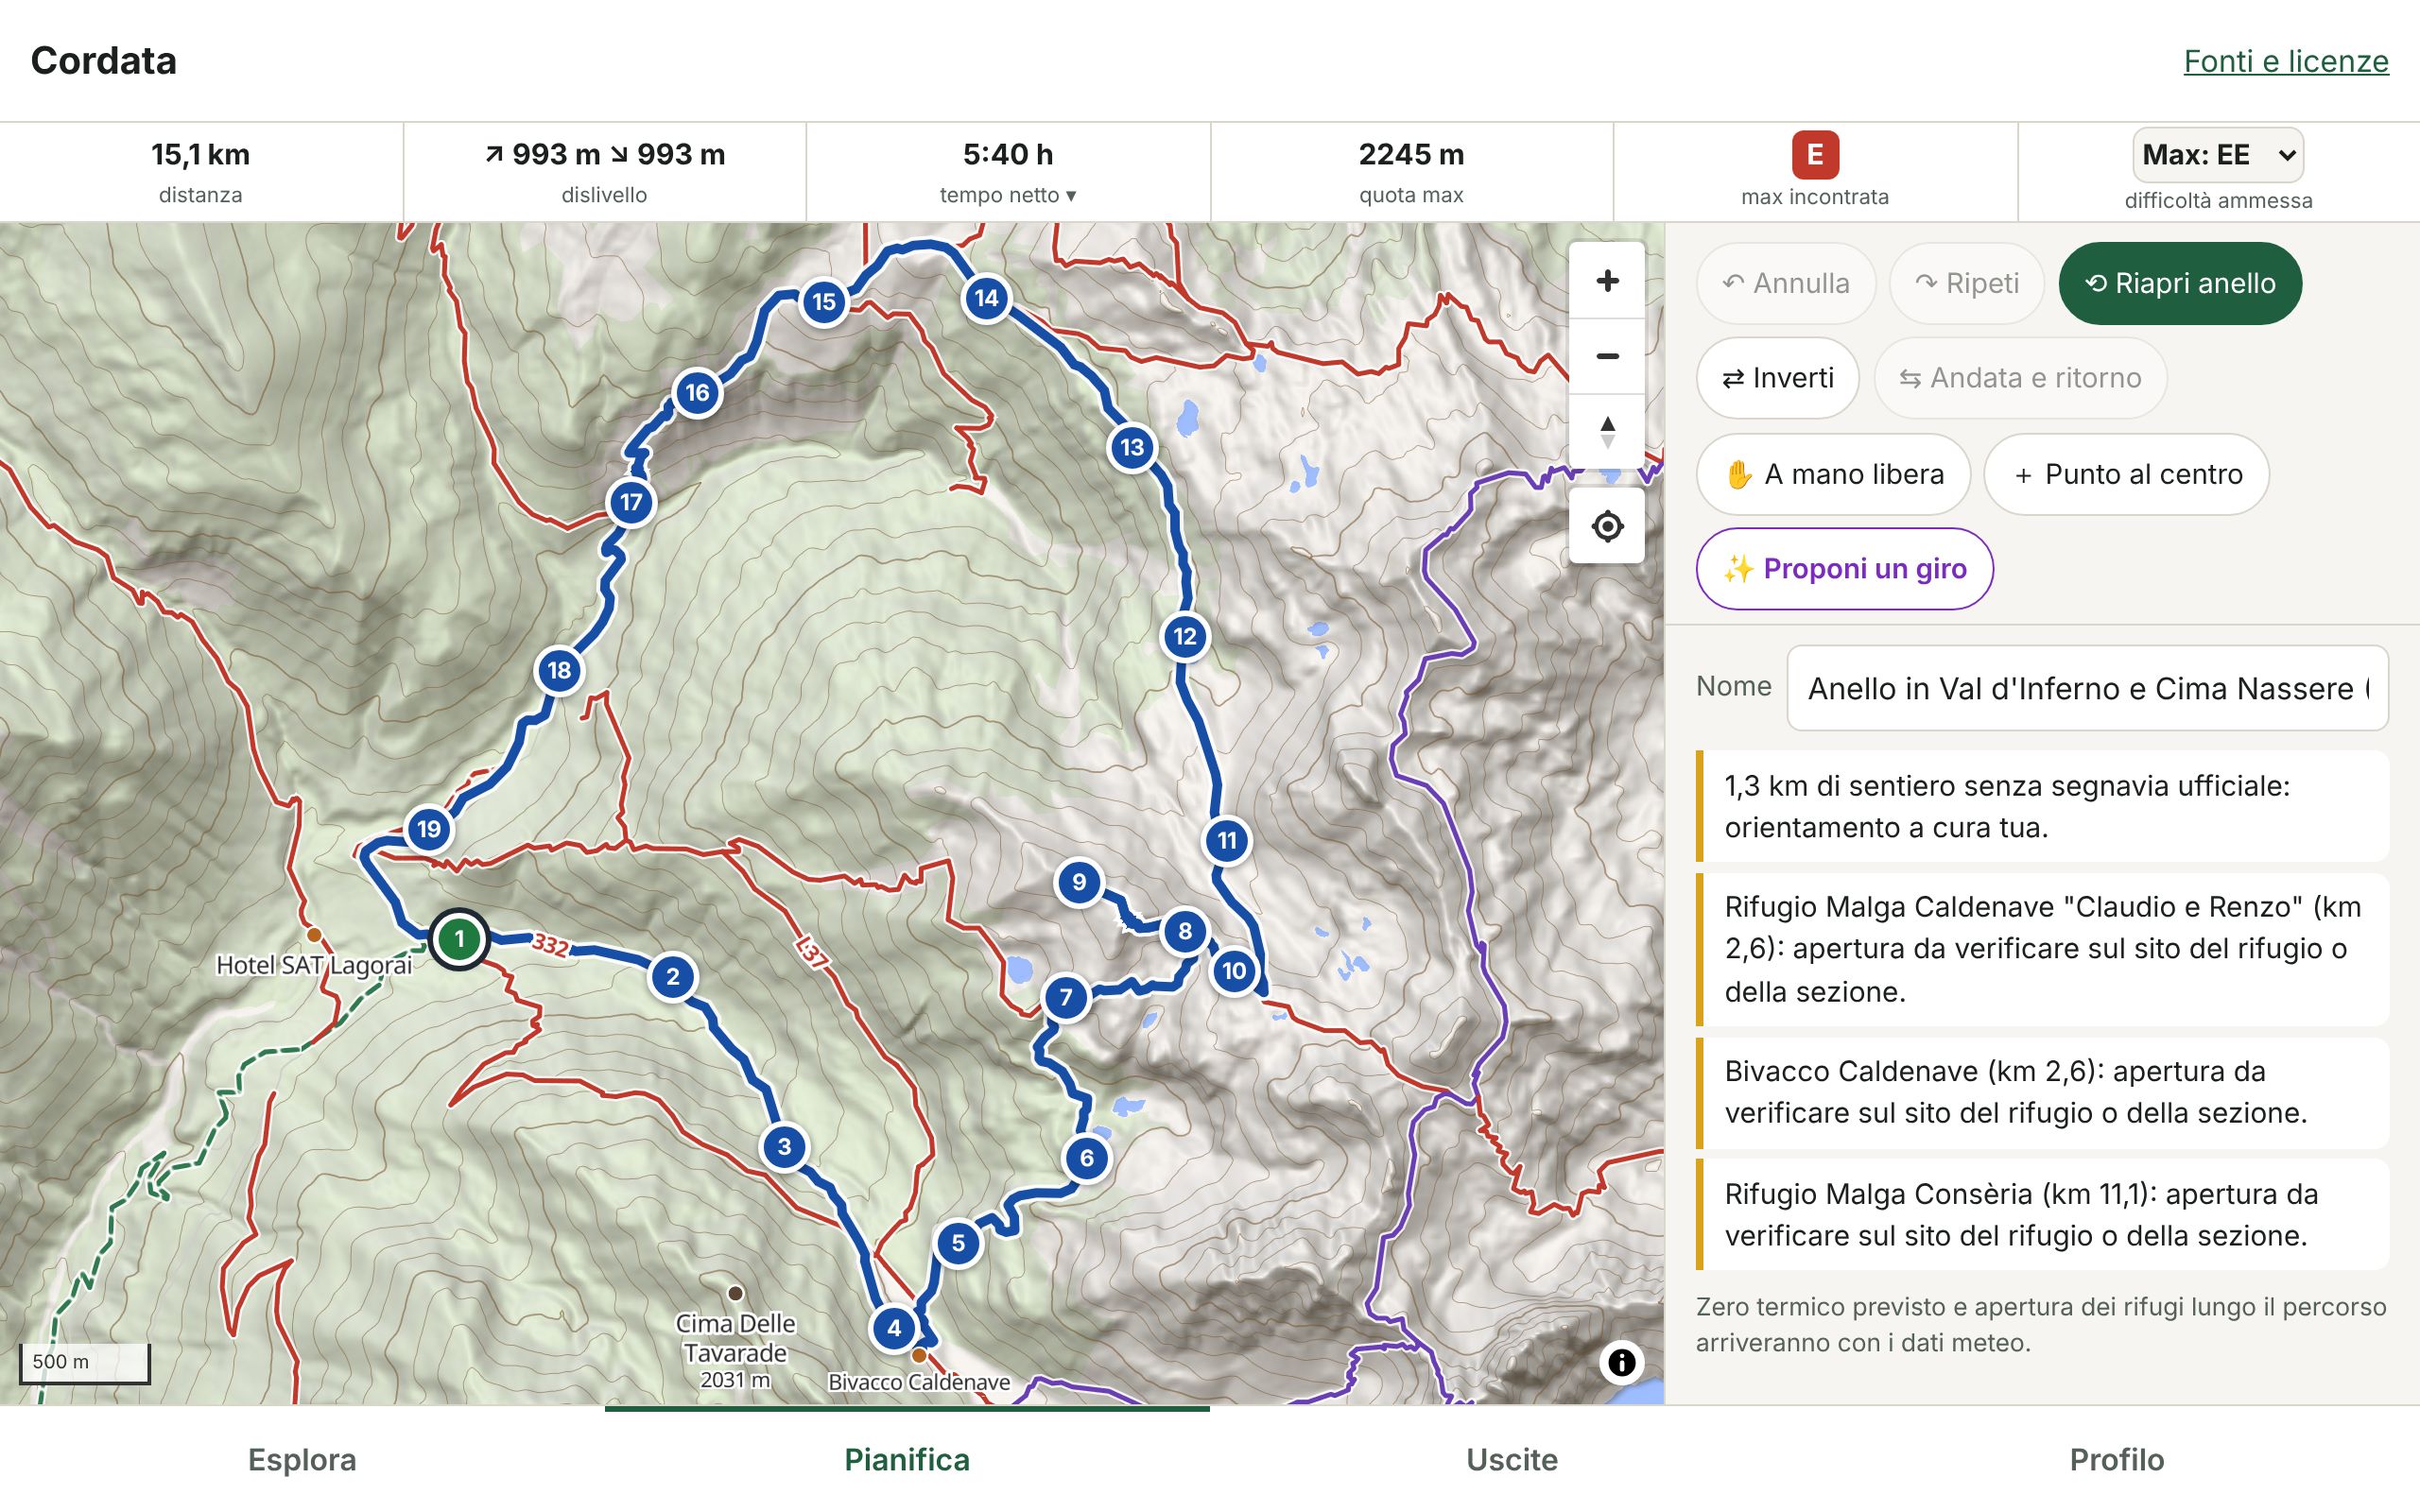 Cordata
Fonti e licenze
15,1 km
distanza
↗ 993 m ↘ 993 m
dislivello
5:40 h
tempo netto ▾
2245 m
quota max
E
max incontrata
Max: EE
difficoltà ammessa
↶ Annulla
↷ Ripeti
⟲ Riapri anello
⇄ Inverti
⇆ Andata e ritorno
✋ A mano libera
+ Punto al centro
✨ Proponi un giro
Nome
Anello in Val d'Inferno e Cima Nassere (
1,3 km di sentiero senza segnavia ufficiale:
orientamento a cura tua.
Rifugio Malga Caldenave "Claudio e Renzo" (km
2,6): apertura da verificare sul sito del rifugio o
della sezione.
Bivacco Caldenave (km 2,6): apertura da
verificare sul sito del rifugio o della sezione.
Rifugio Malga Consèria (km 11,1): apertura da
verificare sul sito del rifugio o della sezione.
Zero termico previsto e apertura dei rifugi lungo il percorso
arriveranno con i dati meteo.
15
14
16
13
17
12
18
19
11
9
8
1
332
L37
10
Hotel SAT Lagorai
2
7
3
6
5
4
Cima Delle
Tavarade
2031 m
Bivacco Caldenave
500 m
Esplora
Pianifica
Uscite
Profilo